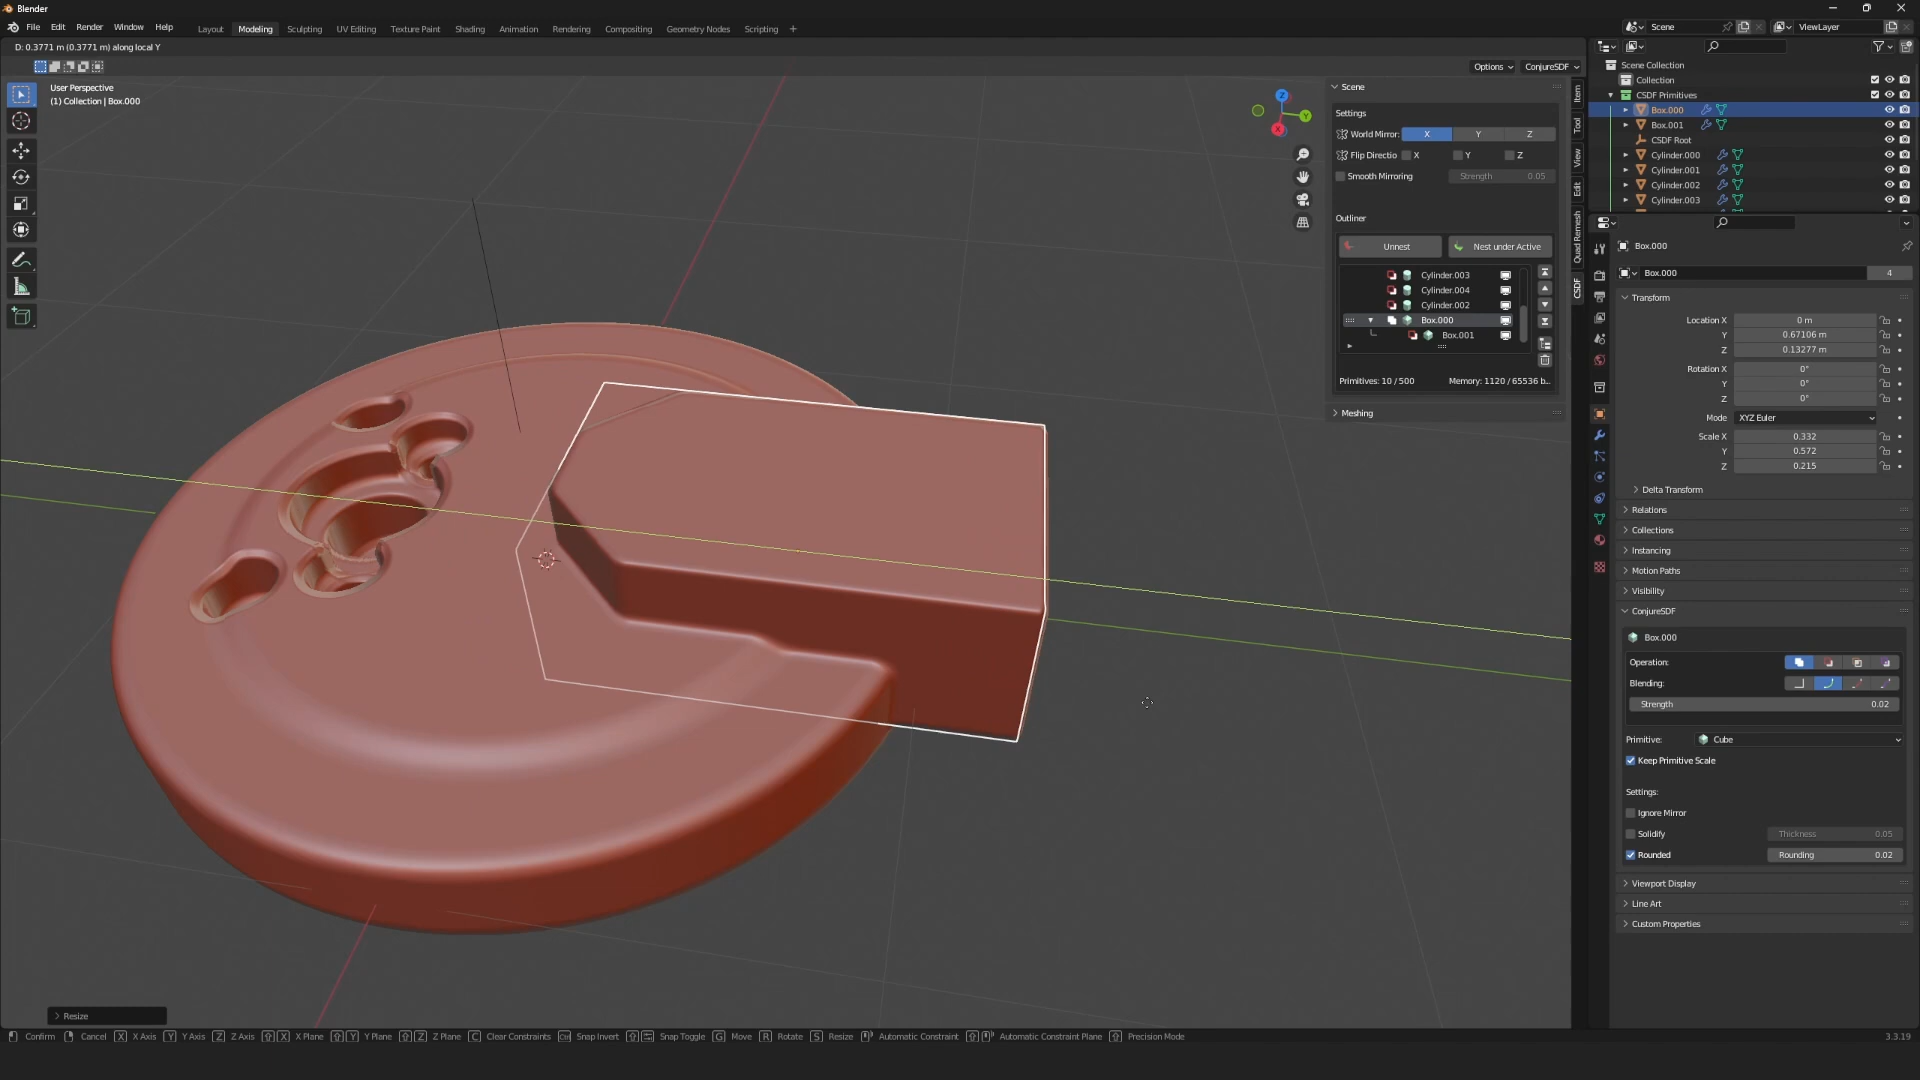 Blender
File Edit Render Window Help Layout Modeling Sculpting UV Editing Texture Paint Shading Animation Rendering Compositing Geometry Nodes Scripting + Scene ViewLayer
D: 0.3771 m (0.3771 m) along local Y
Options ConjureSDF
User Perspective
(1) Collection | Box.000
Z
Y
X
Scene
Settings
World Mirror: X Y Z
Flip Directio X Y Z
Smooth Mirroring Strength 0.05
Outliner
Unnest Nest under Active
Cylinder.003
Cylinder.004
Cylinder.002
Box.000
Box.001
Primitives: 10 / 500 Memory: 1120 / 65536 b...
Meshing
Item
Tool
View
Edit
Quad Remesh
CSDF
Scene Collection
Collection
CSDF Primitives
Box.000
Box.001
CSDF Root
Cylinder.000
Cylinder.001
Cylinder.002
Cylinder.003
Box.000
Box.000 4
Transform
Location X 0 m
Y 0.67106 m
Z 0.13277 m
Rotation X 0°
Y 0°
Z 0°
Mode XYZ Euler
Scale X 0.332
Y 0.572
Z 0.215
Delta Transform
Relations
Collections
Instancing
Motion Paths
Visibility
ConjureSDF
Box.000
Operation:
Blending:
Strength 0.02
Primitive: Cube
Keep Primitive Scale
Settings:
Ignore Mirror
Solidify Thickness 0.05
Rounded Rounding 0.02
Viewport Display
Line Art
Custom Properties
Resize
Confirm Cancel X X Axis Y Y Axis Z Z Axis X X Plane Y Y Plane Z Z Plane C Clear Constraints Ctrl Snap Invert Snap Toggle G Move R Rotate S Resize Automatic Constraint Automatic Constraint Plane Precision Mode 3.3.19